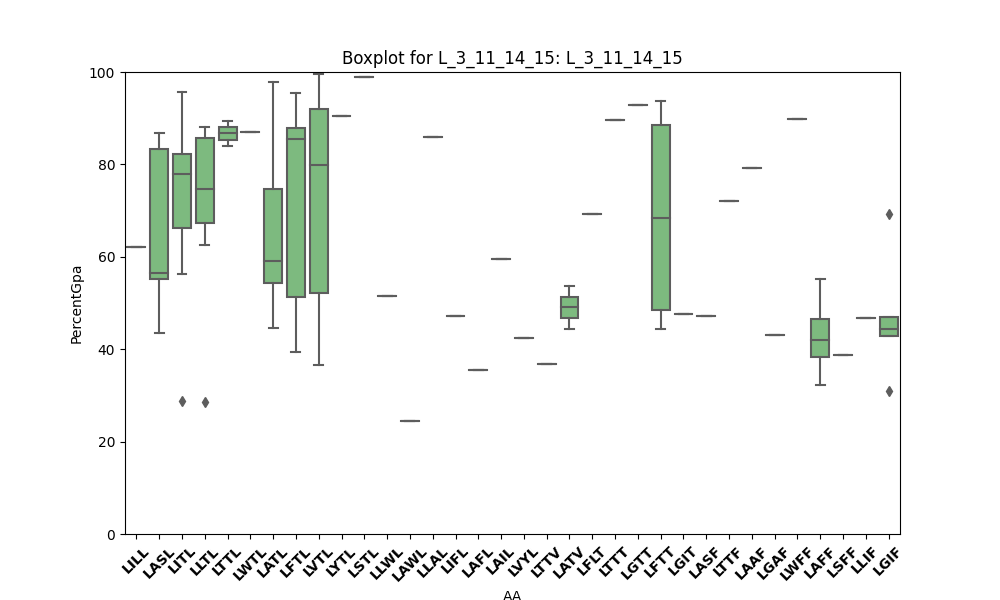 Boxplot for L_3_11_14_15: L_3_11_14_15
100
80
60
40
20
0
PercentGpa
LILL LASL LITL LLTL LTTL LWTL LATL LFTL LVTL LYTL LSTL LLWL LAWL LLAL LIFL LAFL LAIL LVYL LTTV LATV LFLT LTTT LGTT LFTT LGIT LASF LTTF LAAF LGAF LWFF LAFF LSFF LLIF LGIF
AA